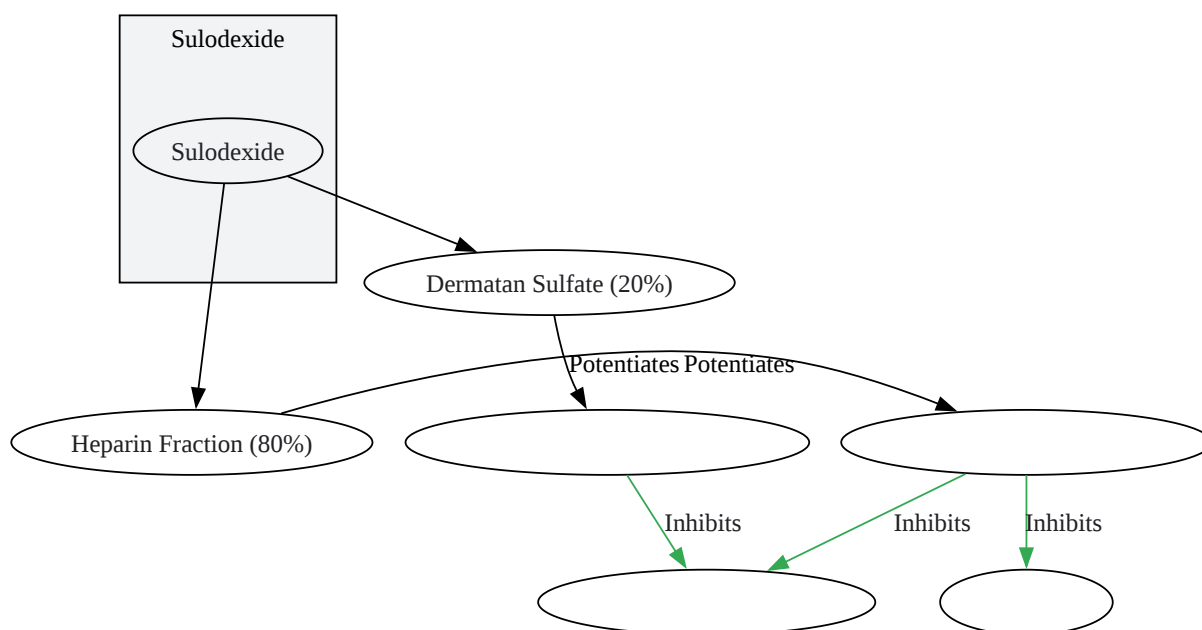 Sulodexide
Sulodexide
Dermatan Sulfate (20%)
Potentiates Potentiates
Heparin Fraction (80%)
Inhibits
Inhibits
Inhibits